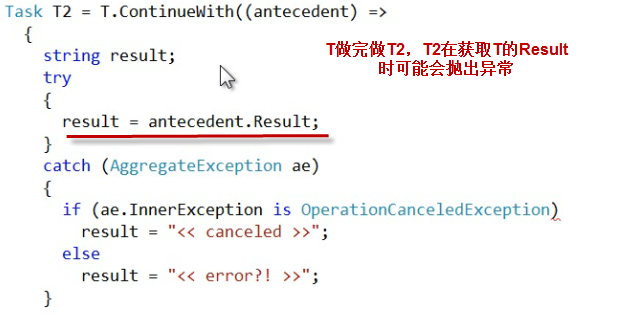 Task T2 = T.ContinueWith((antecedent) =>
{
string result;
try
{
result = antecedent.Result;
}
catch (AggregateException ae)
{
if (ae.InnerException is OperationCanceledException)
result = "<< canceled >>";
else
result = "<< error?! >>";
}
T做完做T2，T2在获取T的Result
时可能会抛出异常